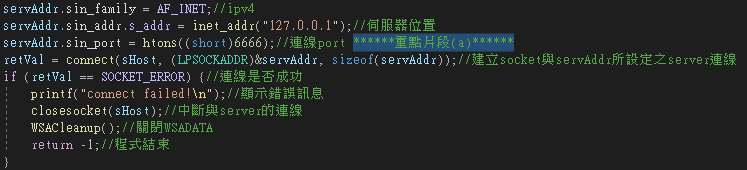 servAddr.sin_family = AF_INET;//ipv4
servAddr.sin_addr.s_addr = inet_addr("127.0.0.1");//伺服器位置
servAddr.sin_port = htons((short)6666);//連線port ******重點片段(a)******
retVal = connect(sHost, (LPSOCKADDR)&servAddr, sizeof(servAddr));//建立socket與servAddr所設定之server連線
if (retVal == SOCKET_ERROR) {//連線是否成功
    printf("connect failed!\n");//顯示錯誤訊息
    closesocket(sHost);//中斷與server的連線
    WSACleanup();//關閉WSADATA
    return -1;//程式結束
}